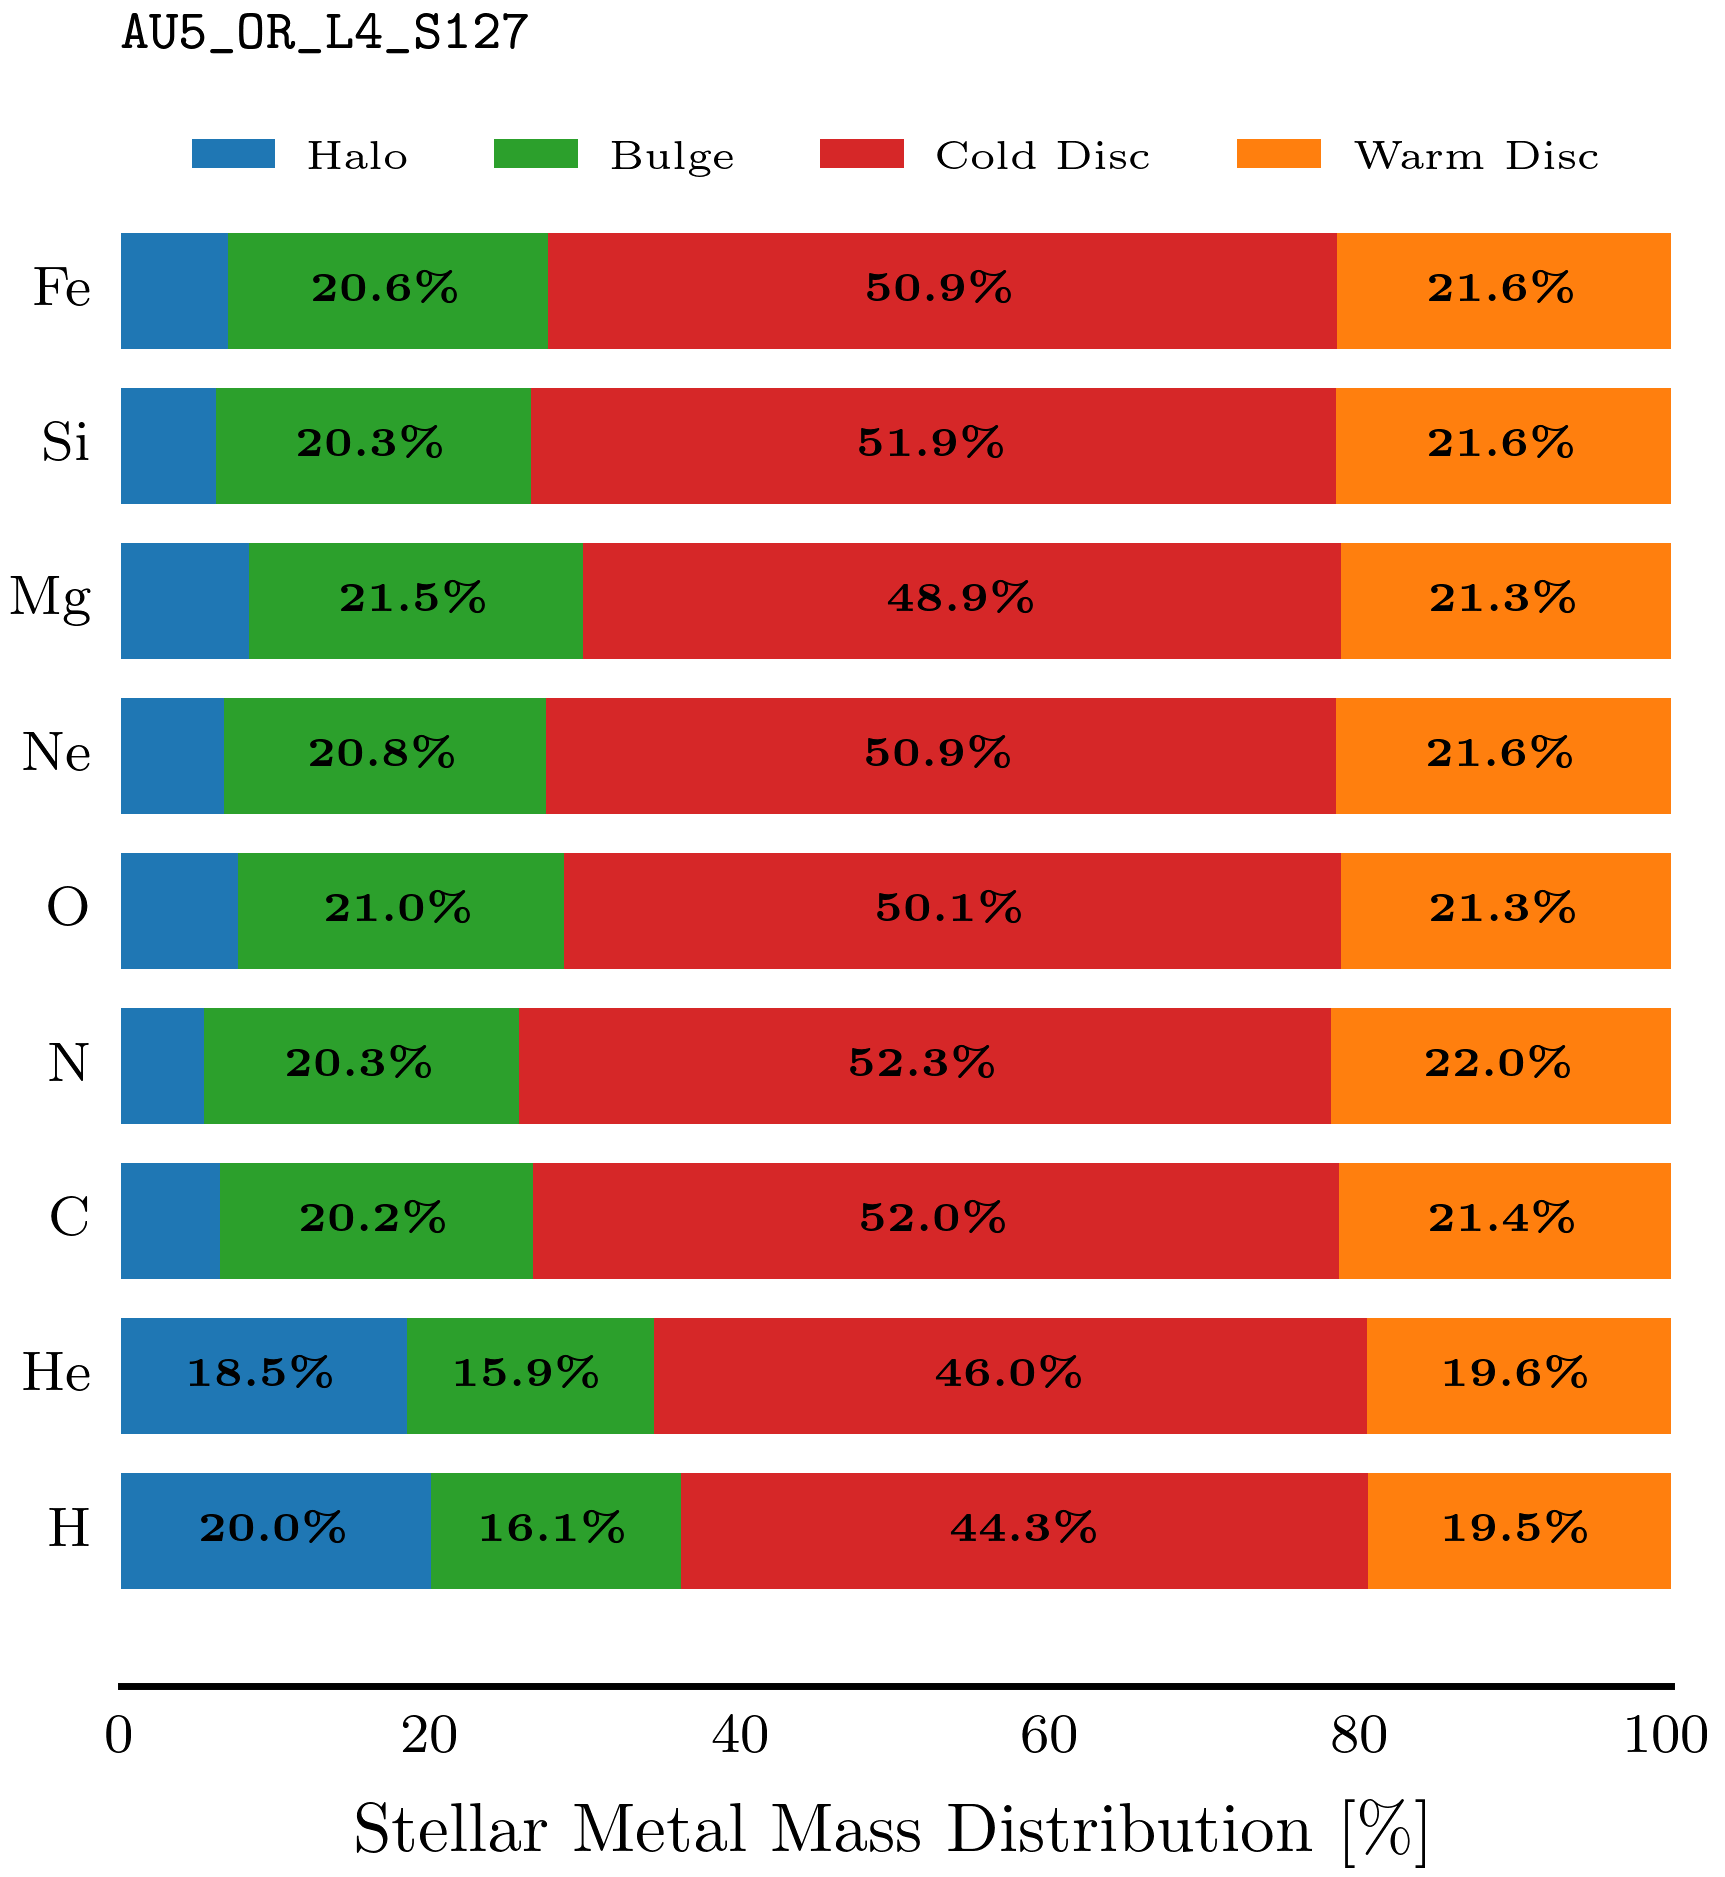 AU5_OR_L4_S127
Halo Bulge Cold Disc Warm Disc
Fe 20.6% 50.9% 21.6%
Si 20.3% 51.9% 21.6%
Mg 21.5% 48.9% 21.3%
Ne 20.8% 50.9% 21.6%
O 21.0% 50.1% 21.3%
N 20.3% 52.3% 22.0%
C 20.2% 52.0% 21.4%
He 18.5% 15.9% 46.0% 19.6%
H 20.0% 16.1% 44.3% 19.5%
0 20 40 60 80 100
Stellar Metal Mass Distribution [%]